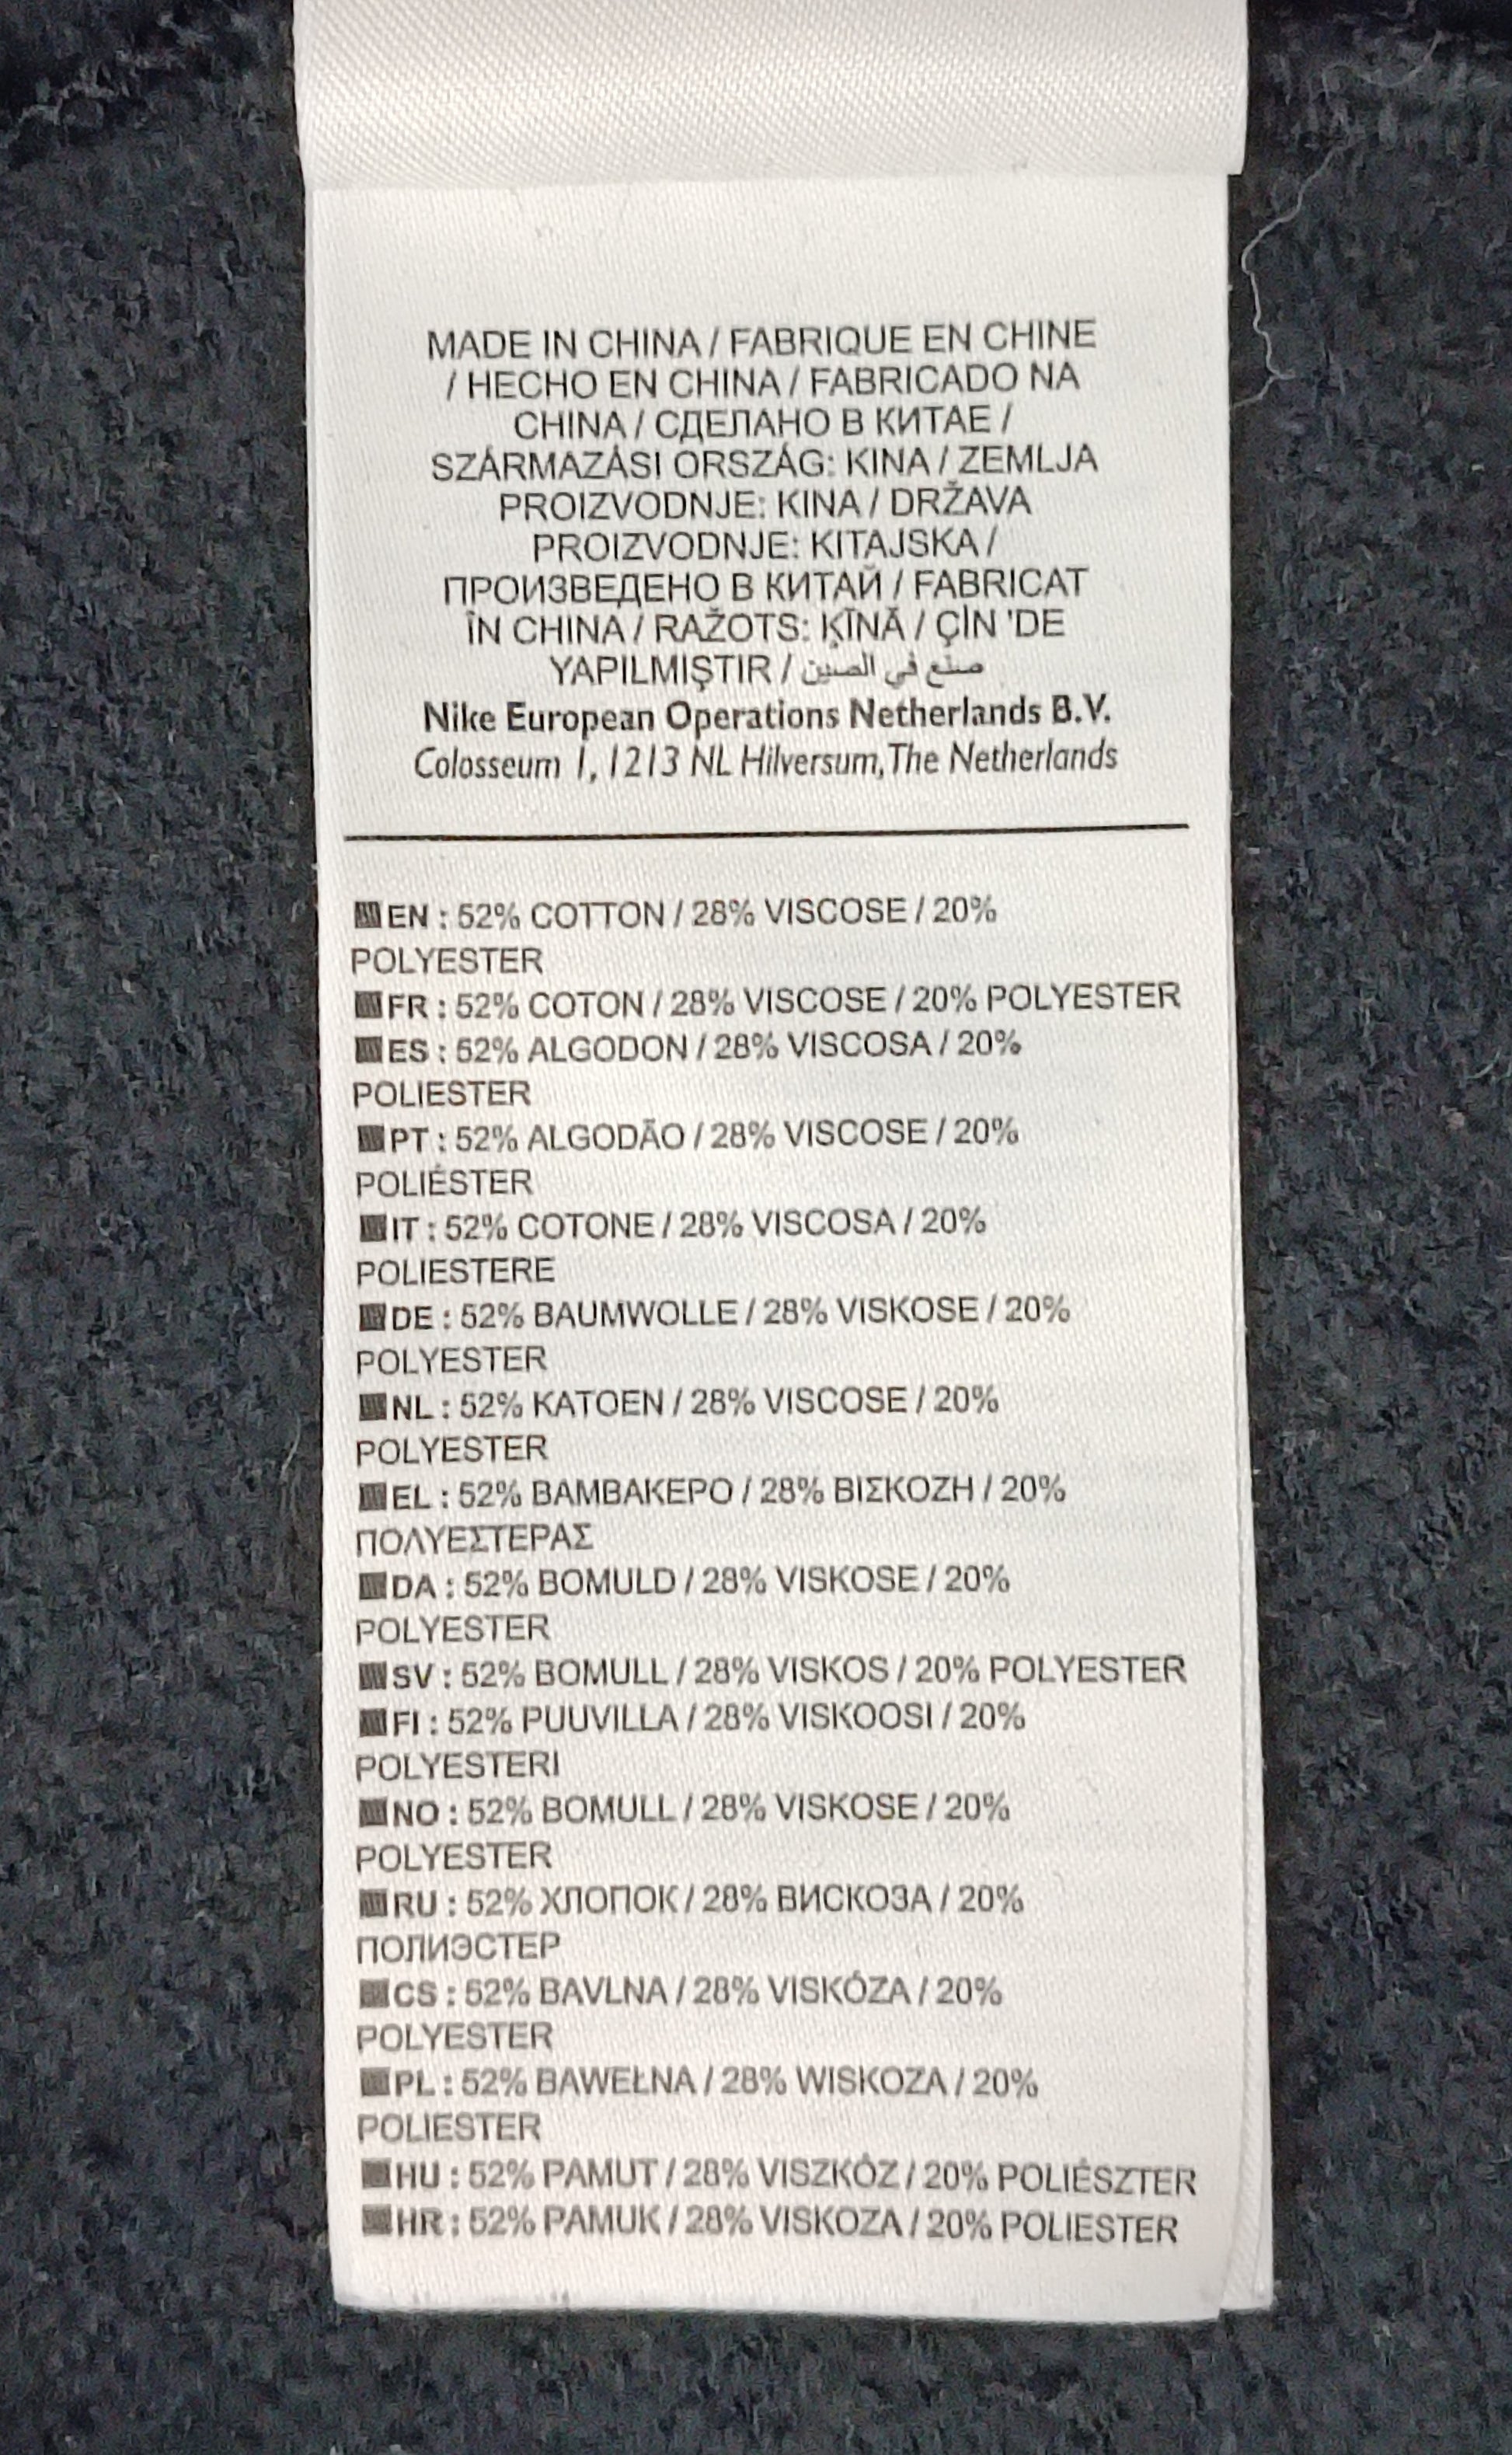 MADE IN CHINA / FABRIQUE EN CHINE
/ HECHO EN CHINA / FABRICADO NA
CHINA / СДЕЛАНО В КИТАЕ /
SZÁRMAZÁSI ORSZÁG: KINA / ZEMLJA
PROIZVODNJE: KINA / DRŽAVA
PROIZVODNJE: KITAJSKA /
ПРОИЗВЕДЕНО В КИТАЙ / FABRICAT
ÎN CHINA / RAŽOTS: ĶĪNĀ / ÇİN 'DE
YAPILMIŞTIR / صنع في الصين
Nike European Operations Netherlands B.V.
Colosseum 1, 1213 NL Hilversum, The Netherlands
EN : 52% COTTON / 28% VISCOSE / 20%
POLYESTER
FR : 52% COTON / 28% VISCOSE / 20% POLYESTER
ES : 52% ALGODON / 28% VISCOSA / 20%
POLIESTER
PT : 52% ALGODÃO / 28% VISCOSE / 20%
POLIÉSTER
IT : 52% COTONE / 28% VISCOSA / 20%
POLIESTERE
DE : 52% BAUMWOLLE / 28% VISKOSE / 20%
POLYESTER
NL : 52% KATOEN / 28% VISCOSE / 20%
POLYESTER
EL : 52% ΒΑΜΒΑΚΕΡΟ / 28% ΒΙΣΚΟΖΗ / 20%
ΠΟΛΥΕΣΤΕΡΑΣ
DA : 52% BOMULD / 28% VISKOSE / 20%
POLYESTER
SV : 52% BOMULL / 28% VISKOS / 20% POLYESTER
FI : 52% PUUVILLA / 28% VISKOOSI / 20%
POLYESTERI
NO : 52% BOMULL / 28% VISKOSE / 20%
POLYESTER
RU : 52% ХЛОПОК / 28% ВИСКОЗА / 20%
ПОЛИЭСТЕР
CS : 52% BAVLNA / 28% VISKÓZA / 20%
POLYESTER
PL : 52% BAWEŁNA / 28% WISKOZA / 20%
POLIESTER
HU : 52% PAMUT / 28% VISZKÓZ / 20% POLIÉSZTER
HR : 52% PAMUK / 28% VISKOZA / 20% POLIESTER